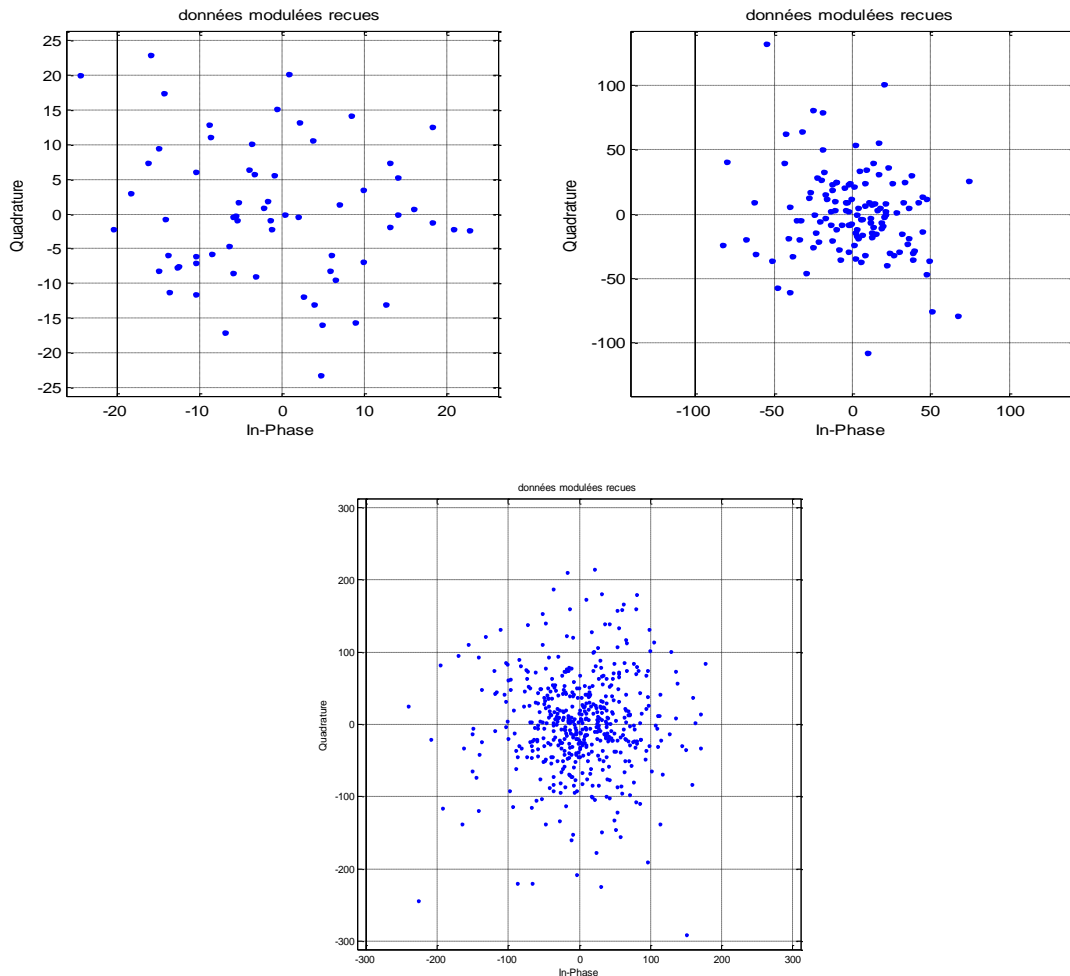 données modulées recues
25
20
15
10
5
0
-5
-10
-15
-20
-25
-20 -10 0 10 20
In-Phase
Quadrature
données modulées recues
100
50
0
-50
-100
-100 -50 0 50 100
In-Phase
Quadrature
données modulées recues
300
200
100
0
-100
-200
-300
-300 -200 -100 0 100 200 300
In-Phase
Quadrature